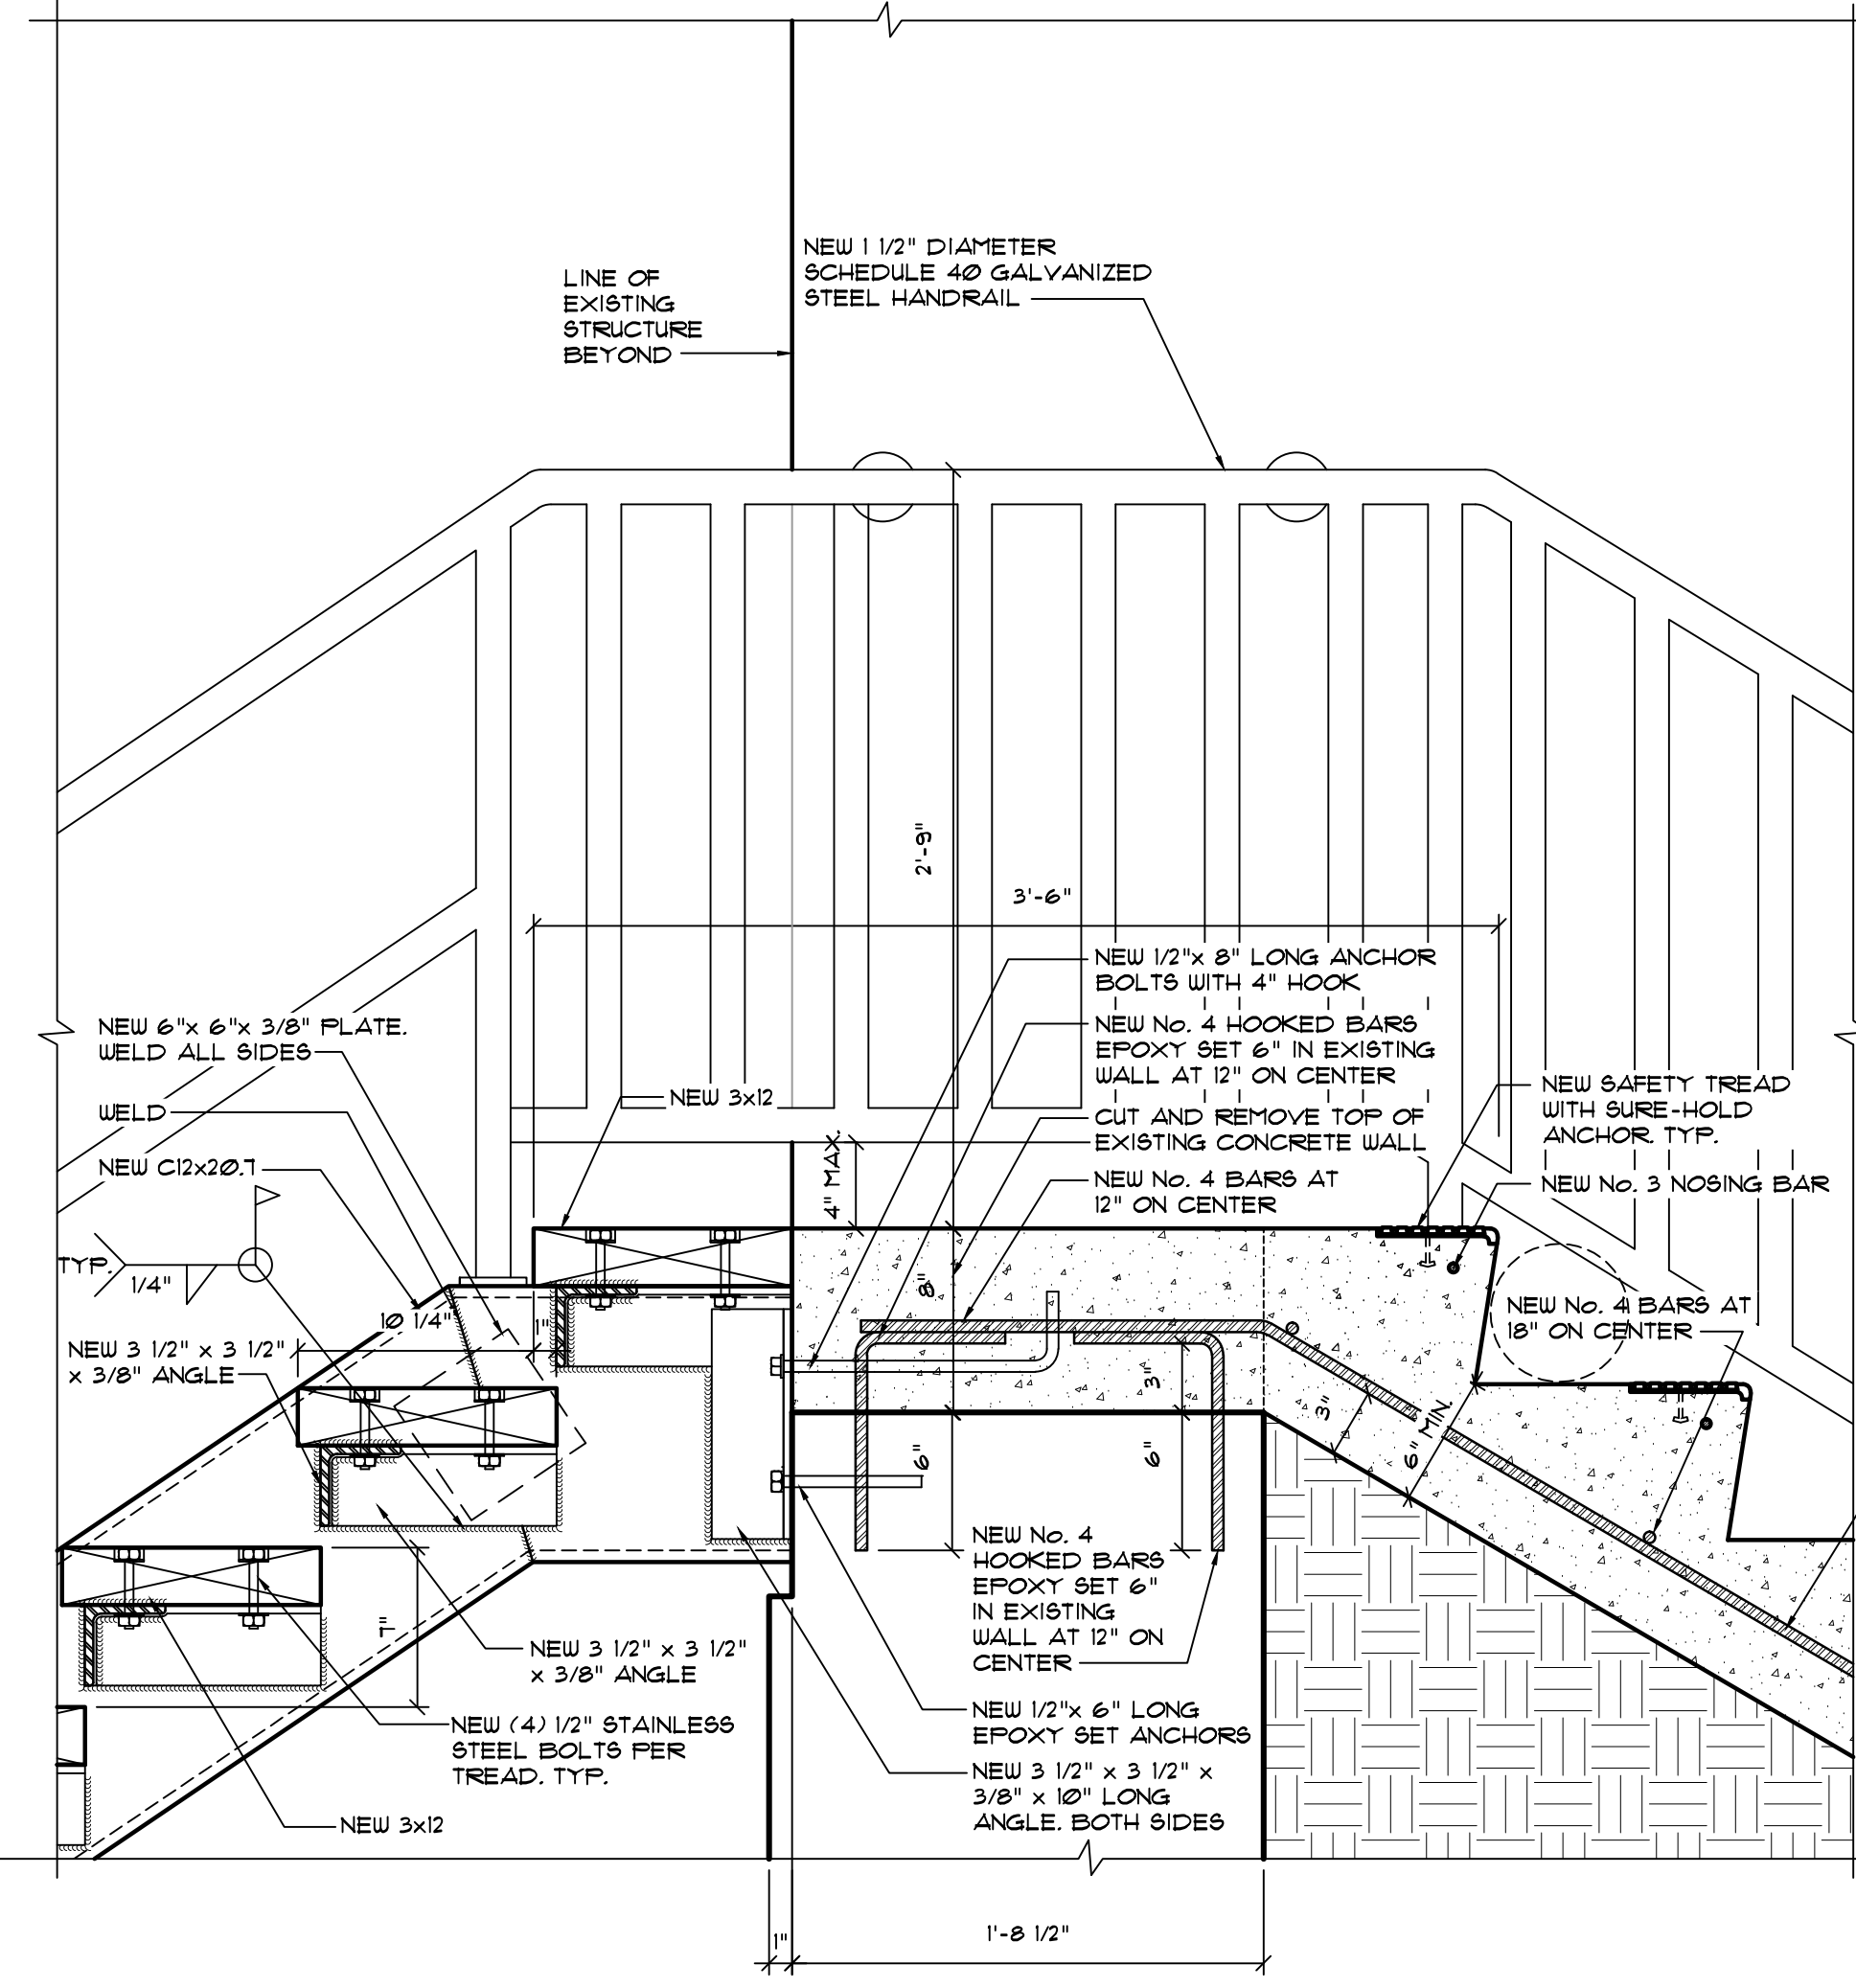 NEW 1 1/2" DIAMETER
SCHEDULE 40 GALVANIZED
STEEL HANDRAIL
LINE OF
EXISTING
STRUCTURE
BEYOND
2'-9"
3'-6"
NEW 1/2"x 8" LONG ANCHOR
BOLTS WITH 4" HOOK
NEW 6"x 6"x 3/8" PLATE.
WELD ALL SIDES
NEW No. 4 HOOKED BARS
EPOXY SET 6" IN EXISTING
WALL AT 12" ON CENTER
NEW 3x12
NEW SAFETY TREAD
WITH SURE-HOLD
ANCHOR. TYP.
WELD
CUT AND REMOVE TOP OF
EXISTING CONCRETE WALL
4" MAX.
NEW C12x20.7
NEW No. 4 BARS AT
12" ON CENTER
NEW No. 3 NOSING BAR
TYP.
1/4"
8"
10 1/4"
1"
NEW No. 4 BARS AT
18" ON CENTER
NEW 3 1/2" x 3 1/2"
x 3/8" ANGLE
3"
3"
6" MIN.
6"
6"
NEW No. 4
HOOKED BARS
EPOXY SET 6"
IN EXISTING
WALL AT 12" ON
CENTER
7"
NEW 3 1/2" x 3 1/2"
x 3/8" ANGLE
NEW 1/2"x 6" LONG
EPOXY SET ANCHORS
NEW (4) 1/2" STAINLESS
STEEL BOLTS PER
TREAD. TYP.
NEW 3 1/2" x 3 1/2" x
3/8" x 10" LONG
ANGLE. BOTH SIDES
NEW 3x12
1"
1'-8 1/2"